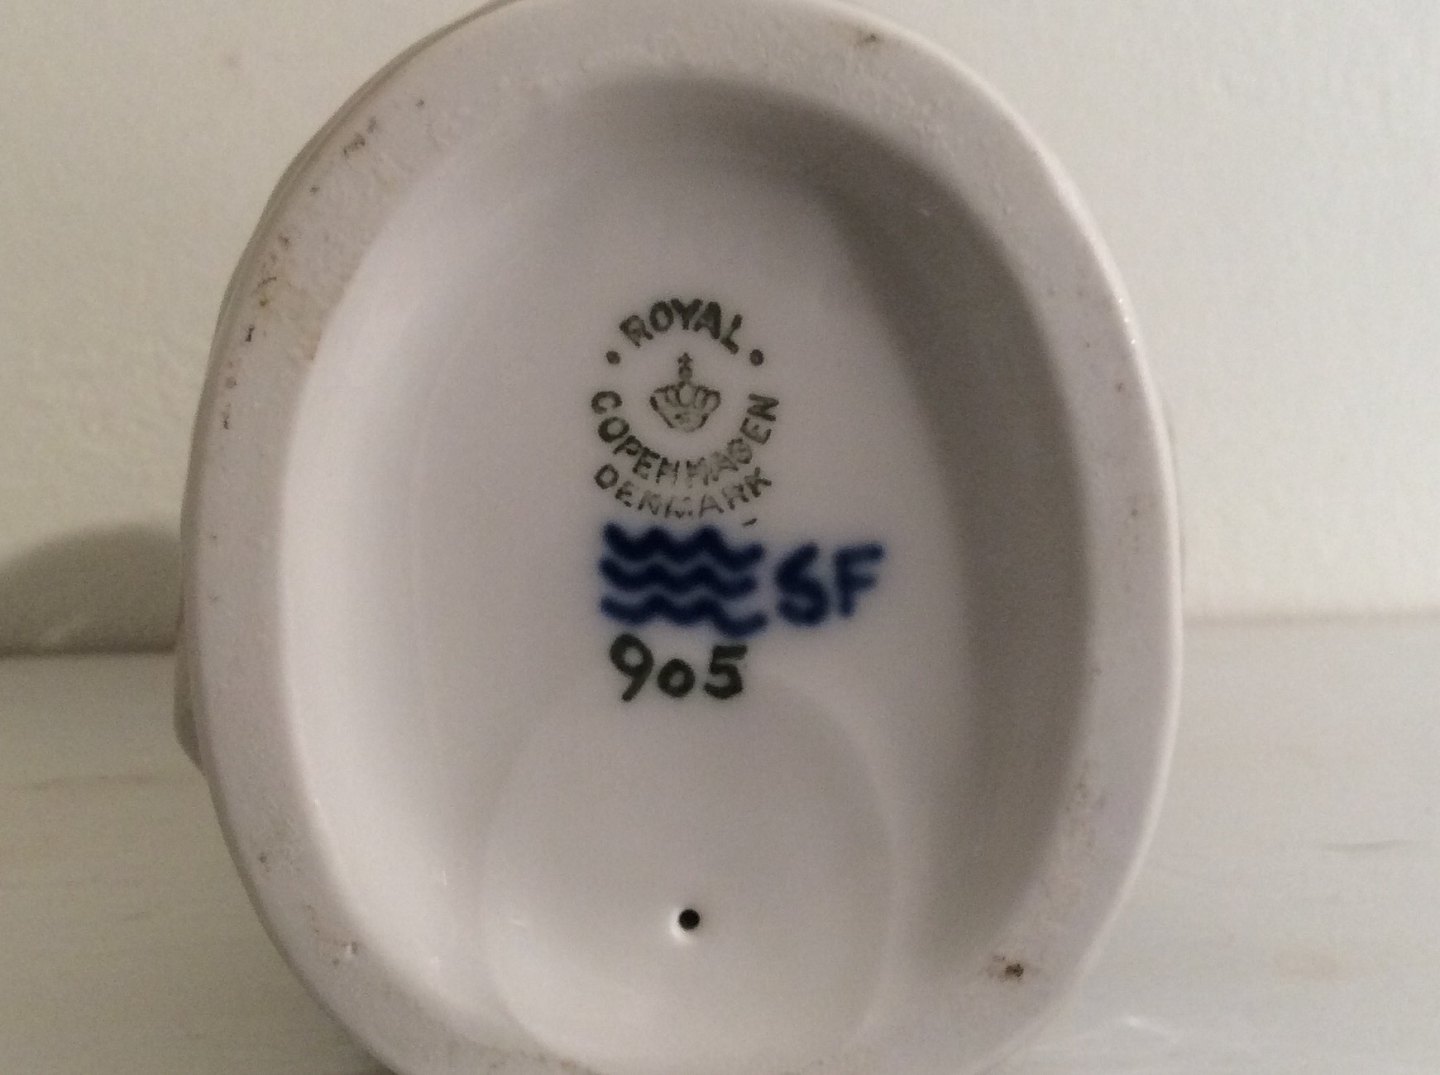 ROYAL
COPENHAGEN
DENMARK
SF
905